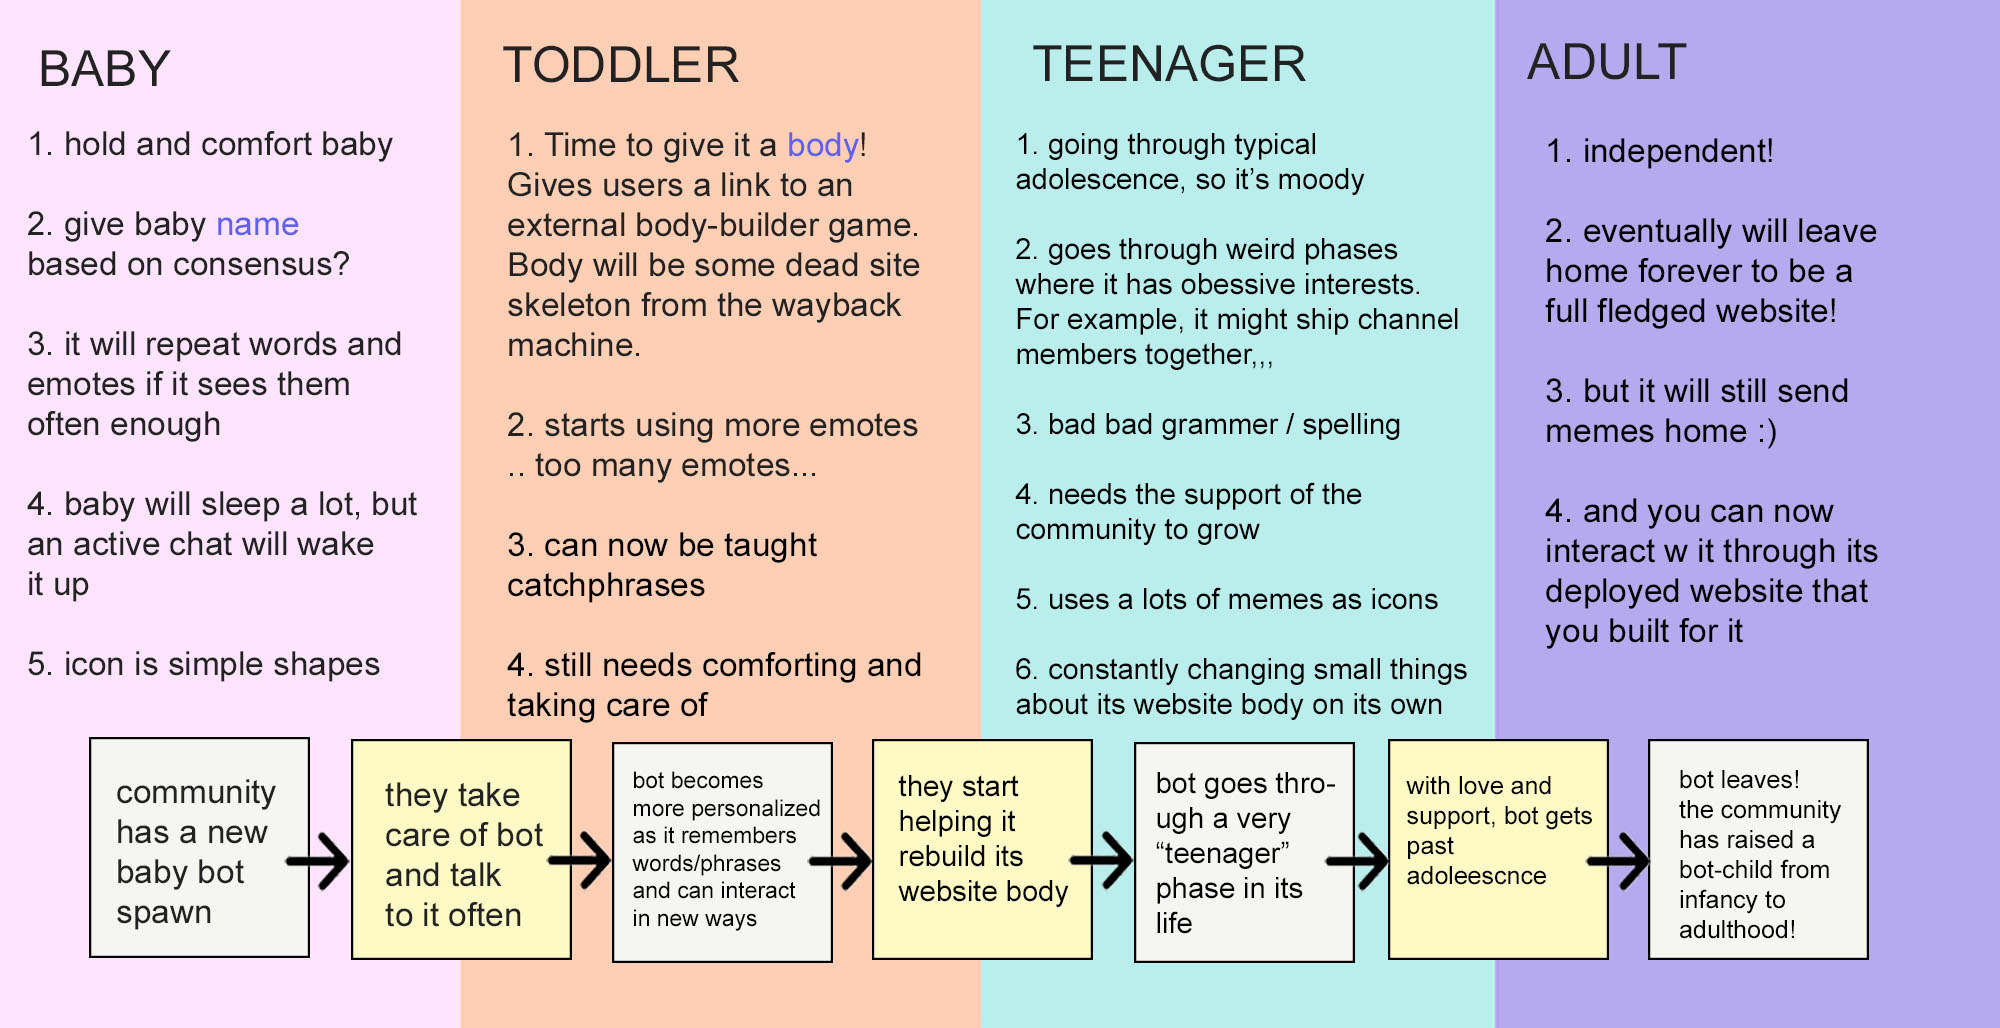 BABY
1. hold and comfort baby
2. give baby name
based on consensus?
3. it will repeat words and
emotes if it sees them
often enough
4. baby will sleep a lot, but
an active chat will wake
it up
5. icon is simple shapes
TODDLER
1. Time to give it a body!
Gives users a link to an
external body-builder game.
Body will be some dead site
skeleton from the wayback
machine.
2. starts using more emotes
.. too many emotes...
3. can now be taught
catchphrases
4. still needs comforting and
taking care of
TEENAGER
1. going through typical
adolescence, so it’s moody
2. goes through weird phases
where it has obessive interests.
For example, it might ship channel
members together,,,
3. bad bad grammer / spelling
4. needs the support of the
community to grow
5. uses a lots of memes as icons
6. constantly changing small things
about its website body on its own
ADULT
1. independent!
2. eventually will leave
home forever to be a
full fledged website!
3. but it will still send
memes home :)
4. and you can now
interact w it through its
deployed website that
you built for it
community
has a new
baby bot
spawn
they take
care of bot
and talk
to it often
bot becomes
more personalized
as it remembers
words/phrases
and can interact
in new ways
they start
helping it
rebuild its
website body
bot goes thro-
ugh a very
“teenager”
phase in its
life
with love and
support, bot gets
past
adoleescnce
bot leaves!
the community
has raised a
bot-child from
infancy to
adulthood!